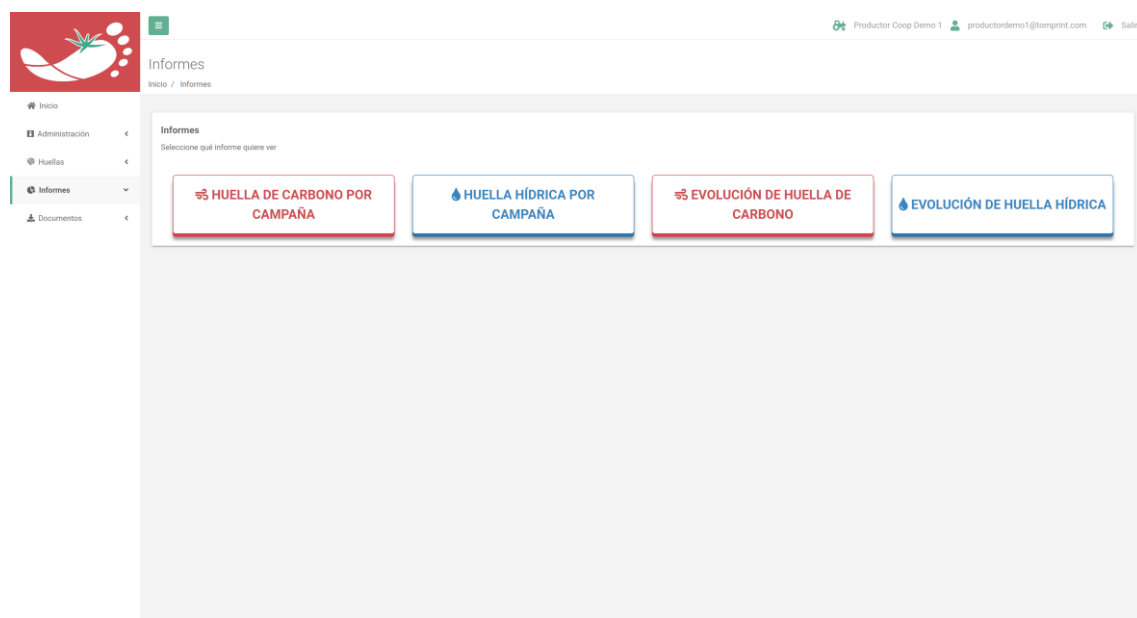 Productor Coop Demo 1 productordemo1@tomprint.com Salir
Informes
Inicio / Informes
Inicio
Administración
Huellas
Informes
Documentos
Informes
Seleccione qué informe quiere ver
HUELLA DE CARBONO POR
CAMPAÑA
HUELLA HÍDRICA POR
CAMPAÑA
EVOLUCIÓN DE HUELLA DE
CARBONO
EVOLUCIÓN DE HUELLA HÍDRICA